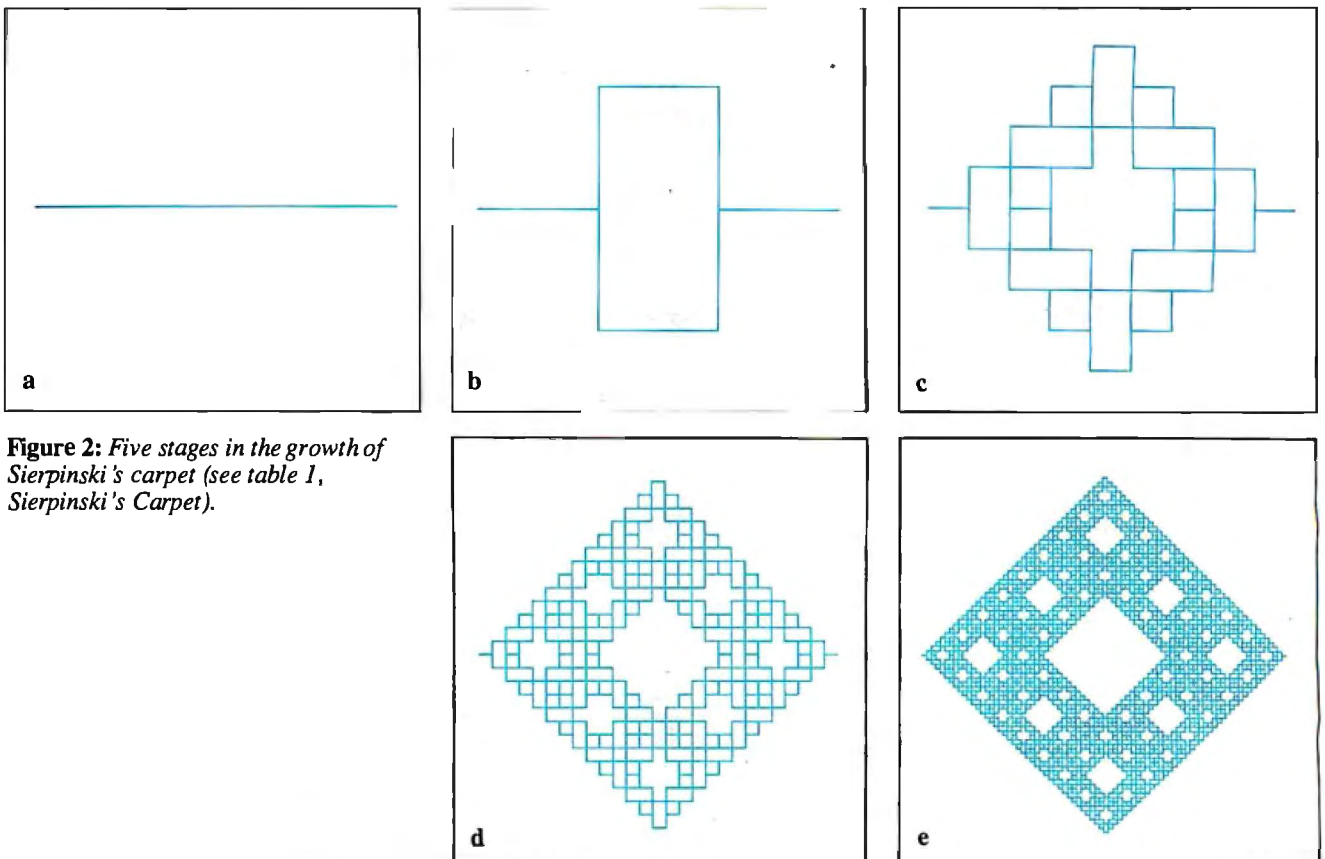 a
b
c
Figure 2: Five stages in the growth of
Sierpinski's carpet (see table 1,
Sierpinski's Carpet).
d
e